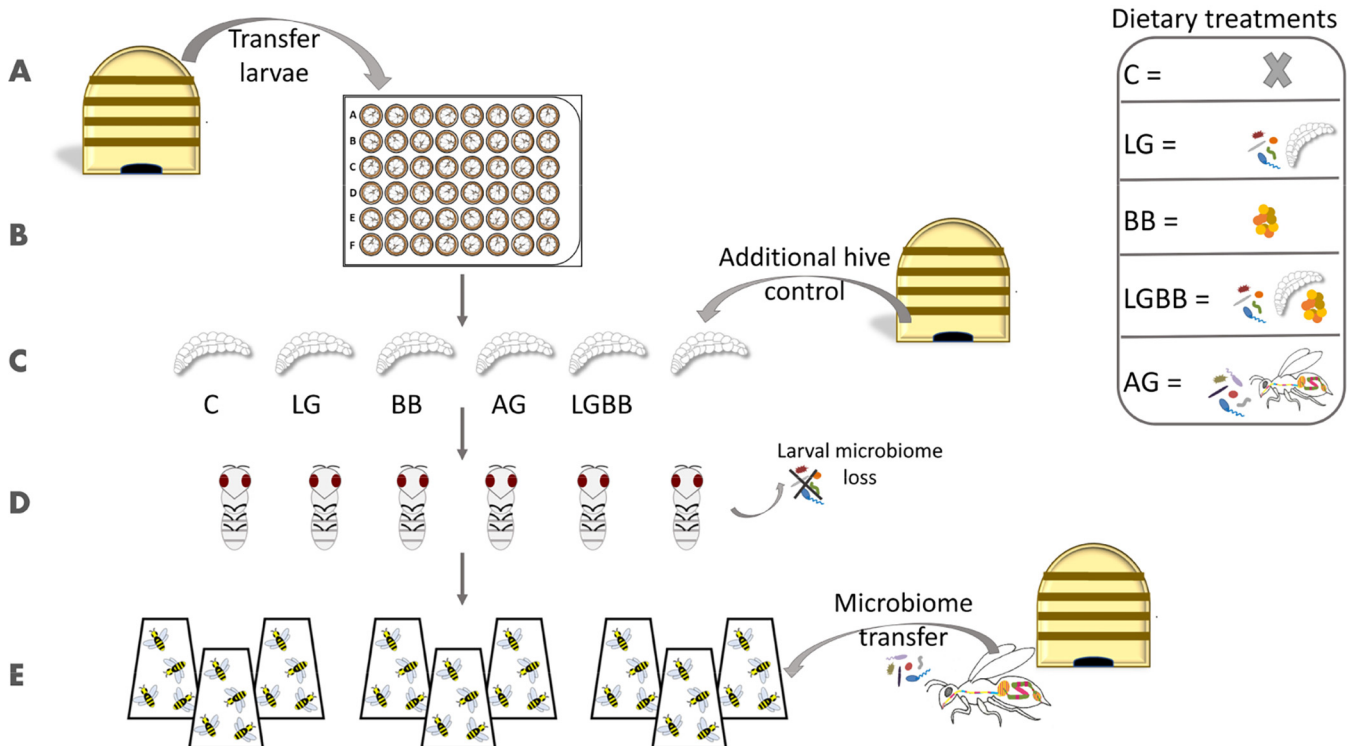 Dietary treatments
A
Transfer
larvae
C =
LG =
BB =
LGBB =
AG =
A
B
C
D
E
F
B
Additional hive
control
C
C LG BB AG LGBB
D
Larval microbiome
loss
Microbiome
transfer
E